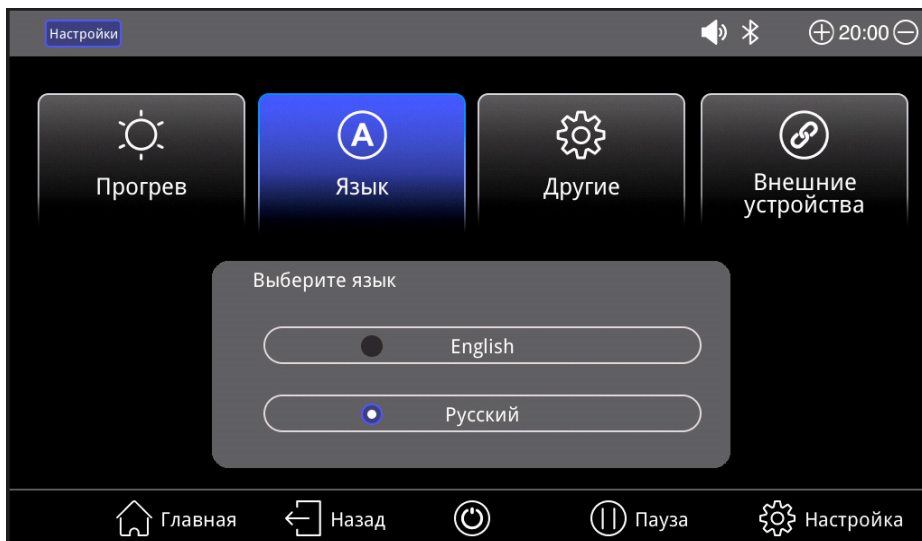 Настройки
20:00
Прогрев
A
Язык
Другие
Внешние
устройства
Выберите язык
English
Русский
Главная
Назад
Пауза
Настройка